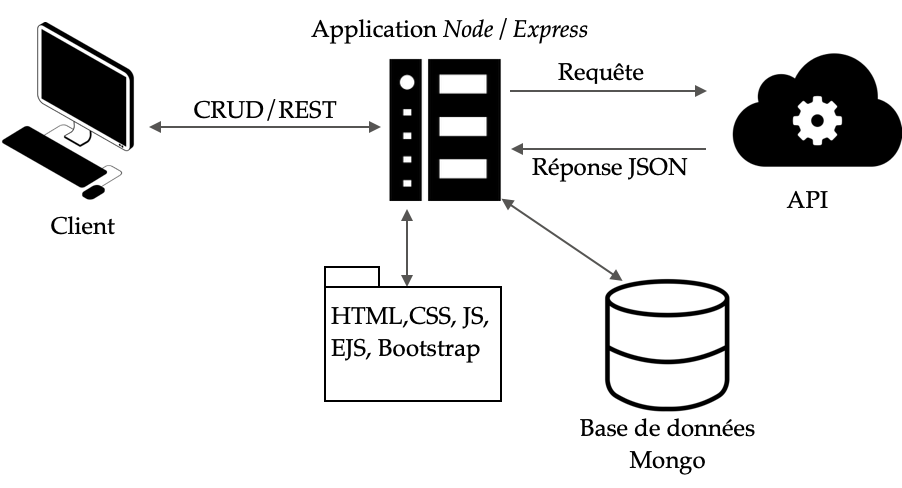 Application Node / Express
Requête
CRUD/REST
Réponse JSON
API
Client
HTML,CSS, JS,
EJS, Bootstrap
Base de données
Mongo